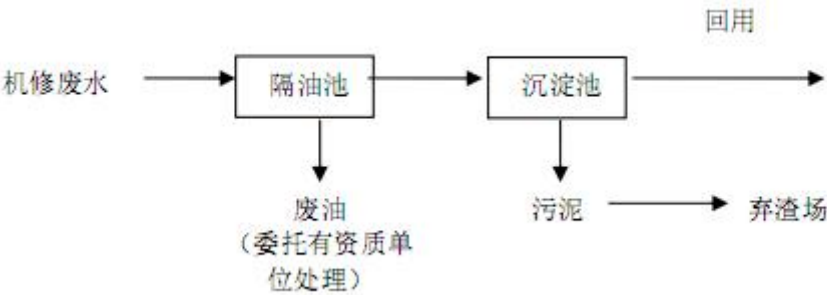 回用
机修废水
隔油池
沉淀池
废油
（委托有资质单
位处理）
污泥
弃渣场